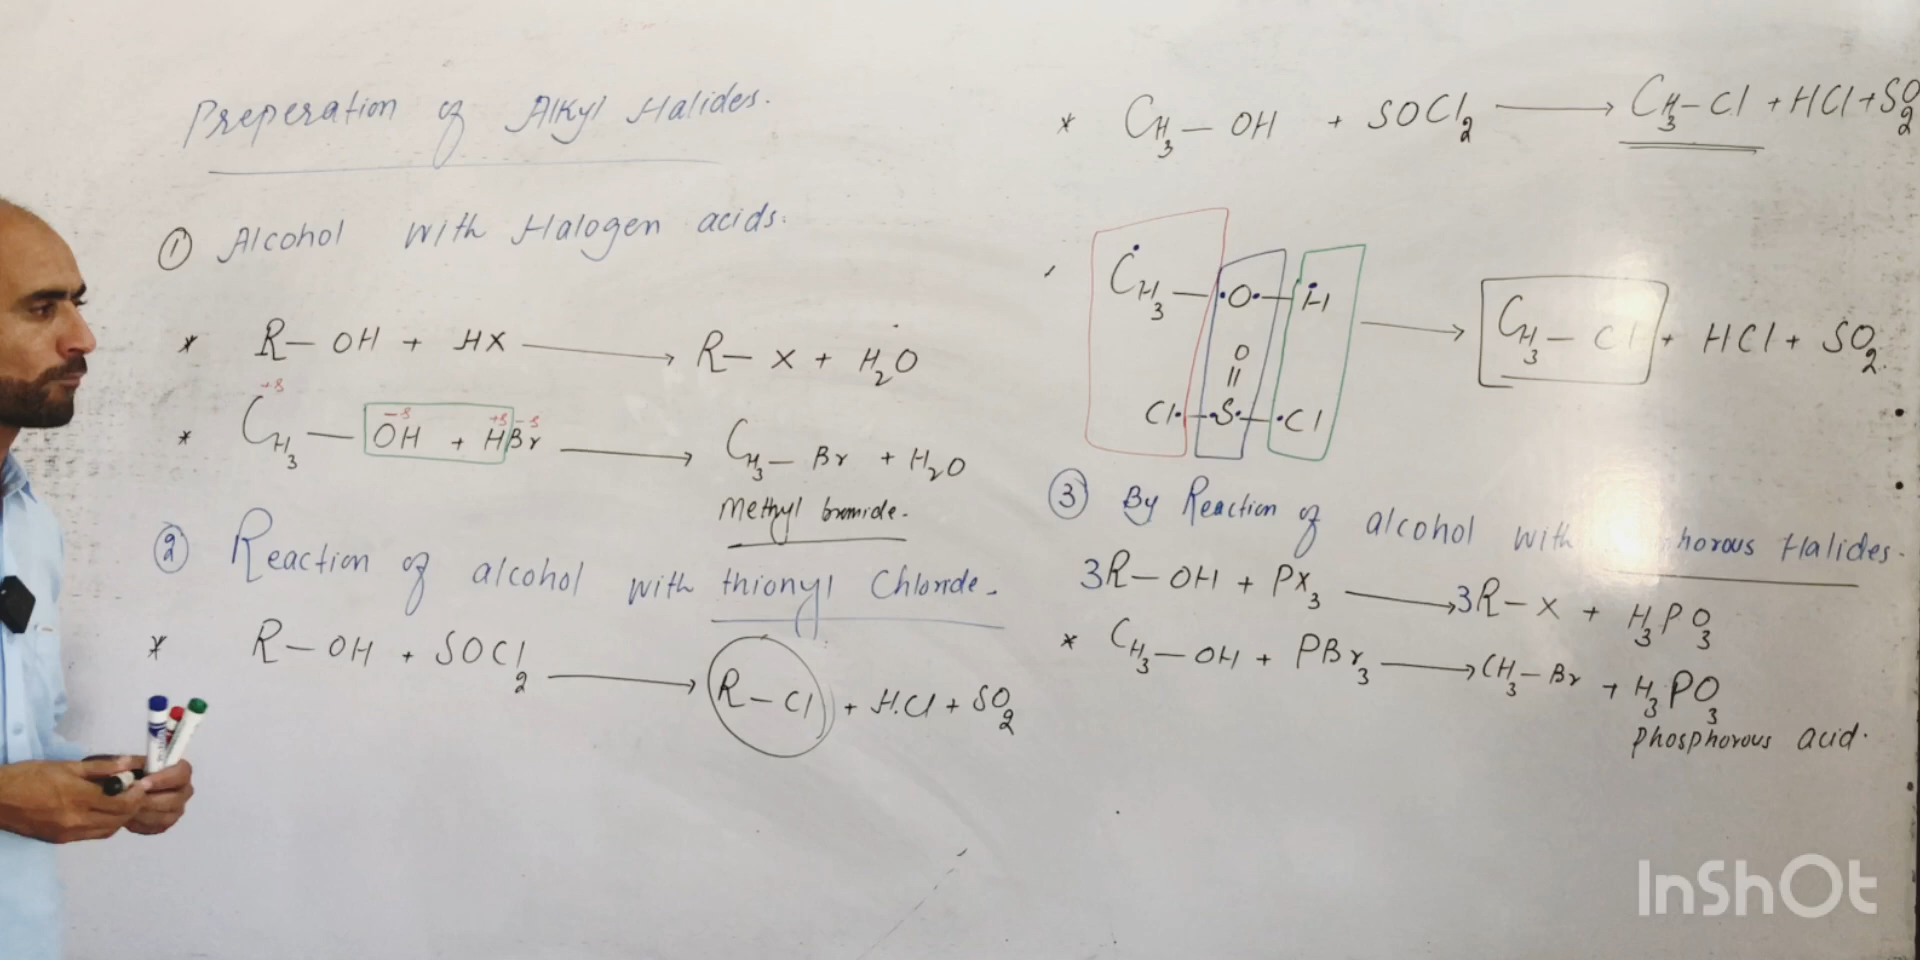 Preperation of Alkyl Halides.
① Alcohol with Halogen acids.
* R – OH + HX → R – X + H₂O
+δ -δ +δ -δ
* CH₃ – OH + HBr → CH₃ – Br + H₂O
Methyl bromide.
② Reaction of alcohol with thionyl Chloride.
* R – OH + SOCl₂ → R – Cl + HCl + SO₂
* CH₃ – OH + SOCl₂ → CH₃ – Cl + HCl + SO₂
CH₃ – O – H → CH₃ – Cl + HCl + SO₂.
O
||
Cl – S – Cl
③ By Reaction of alcohol with horous Halides.
3R – OH + PX₃ → 3R – X + H₃PO₃
* CH₃ – OH + PBr₃ → CH₃ – Br + H₃PO₃
Phosphorous acid.
InShOt